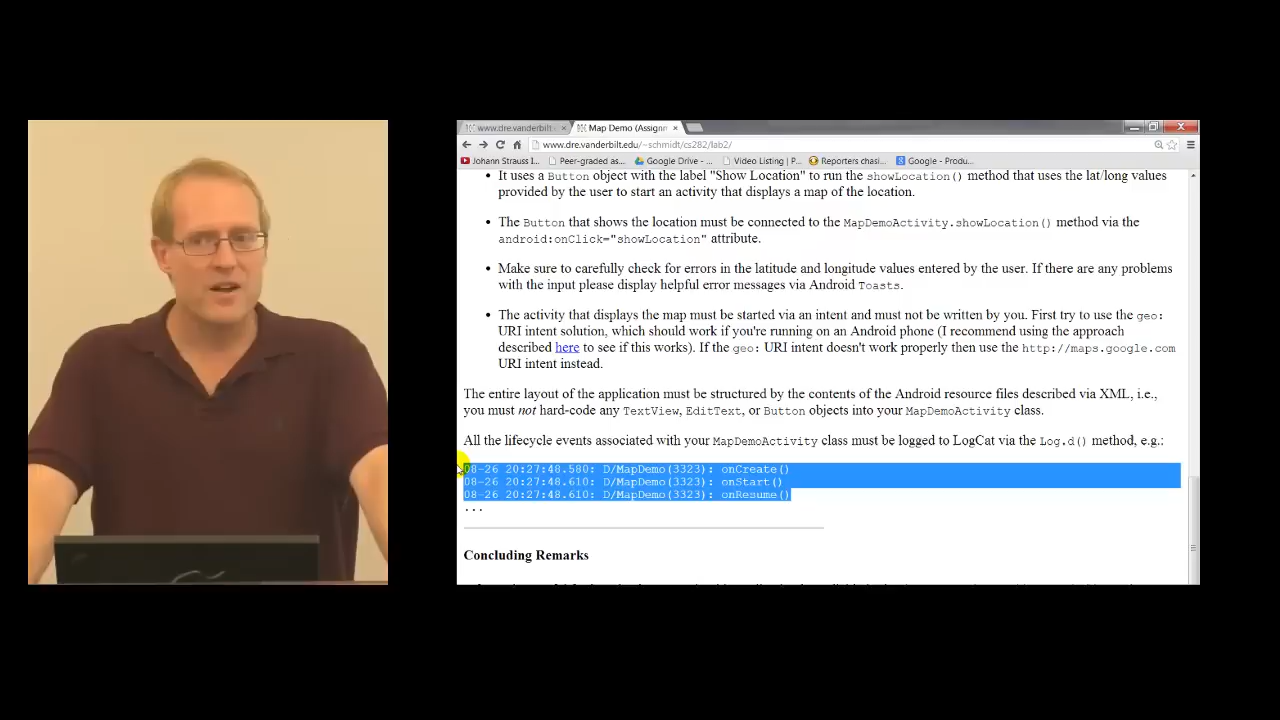 www.dre.vanderbilt
Map Demo (Assign
www.dre.vanderbilt.edu/~schmidt/cs282/lab2/
Johann Strauss I...
Peer-graded as...
Google Drive - ...
Video Listing | P...
Reporters chasi...
Google - Produ...
It uses a Button object with the label "Show Location" to run the showLocation() method that uses the lat/long values
provided by the user to start an activity that displays a map of the location.
The Button that shows the location must be connected to the MapDemoActivity.showLocation() method via the
android:onClick="showLocation" attribute.
Make sure to carefully check for errors in the latitude and longitude values entered by the user. If there are any problems
with the input please display helpful error messages via Android Toasts.
The activity that displays the map must be started via an intent and must not be written by you. First try to use the geo:
URI intent solution, which should work if you're running on an Android phone (I recommend using the approach
described here to see if this works). If the geo: URI intent doesn't work properly then use the http://maps.google.com
URI intent instead.
The entire layout of the application must be structured by the contents of the Android resource files described via XML, i.e.,
you must not hard-code any TextView, EditText, or Button objects into your MapDemoActivity class.
All the lifecycle events associated with your MapDemoActivity class must be logged to LogCat via the Log.d() method, e.g.:
08-26 20:27:48.580: D/MapDemo(3323): onCreate()
08-26 20:27:48.610: D/MapDemo(3323): onStart()
08-26 20:27:48.610: D/MapDemo(3323): onResume()
...
Concluding Remarks